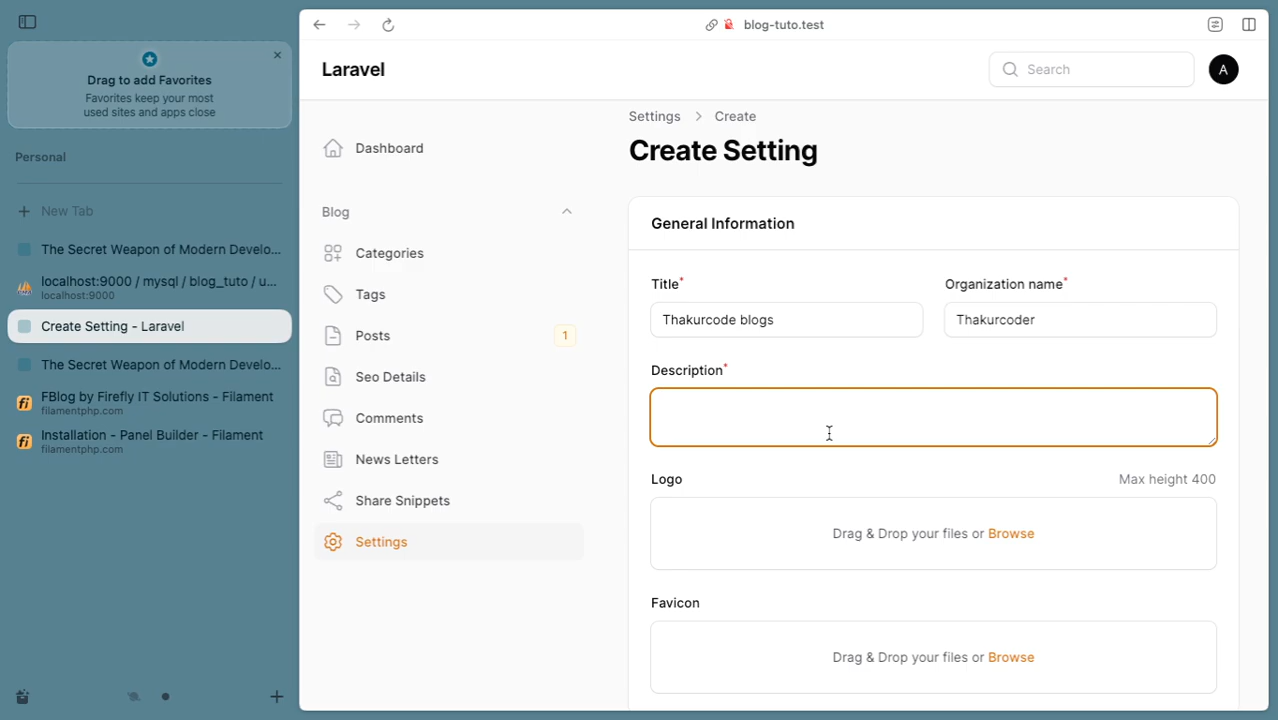 Drag to add Favorites
Favorites keep your most
used sites and apps close
Personal
New Tab
The Secret Weapon of Modern Develo...
localhost:9000 / mysql / blog_tuto / u...
localhost:9000
Create Setting - Laravel
The Secret Weapon of Modern Develo...
FBlog by Firefly IT Solutions - Filament
filamentphp.com
Installation - Panel Builder - Filament
filamentphp.com
blog-tuto.test
Laravel
Search
A
Dashboard
Blog
Categories
Tags
Posts 1
Seo Details
Comments
News Letters
Share Snippets
Settings
Settings > Create
Create Setting
General Information
Title* Organization name*
Thakurcode blogs Thakurcoder
Description*
Logo Max height 400
Drag & Drop your files or Browse
Favicon
Drag & Drop your files or Browse